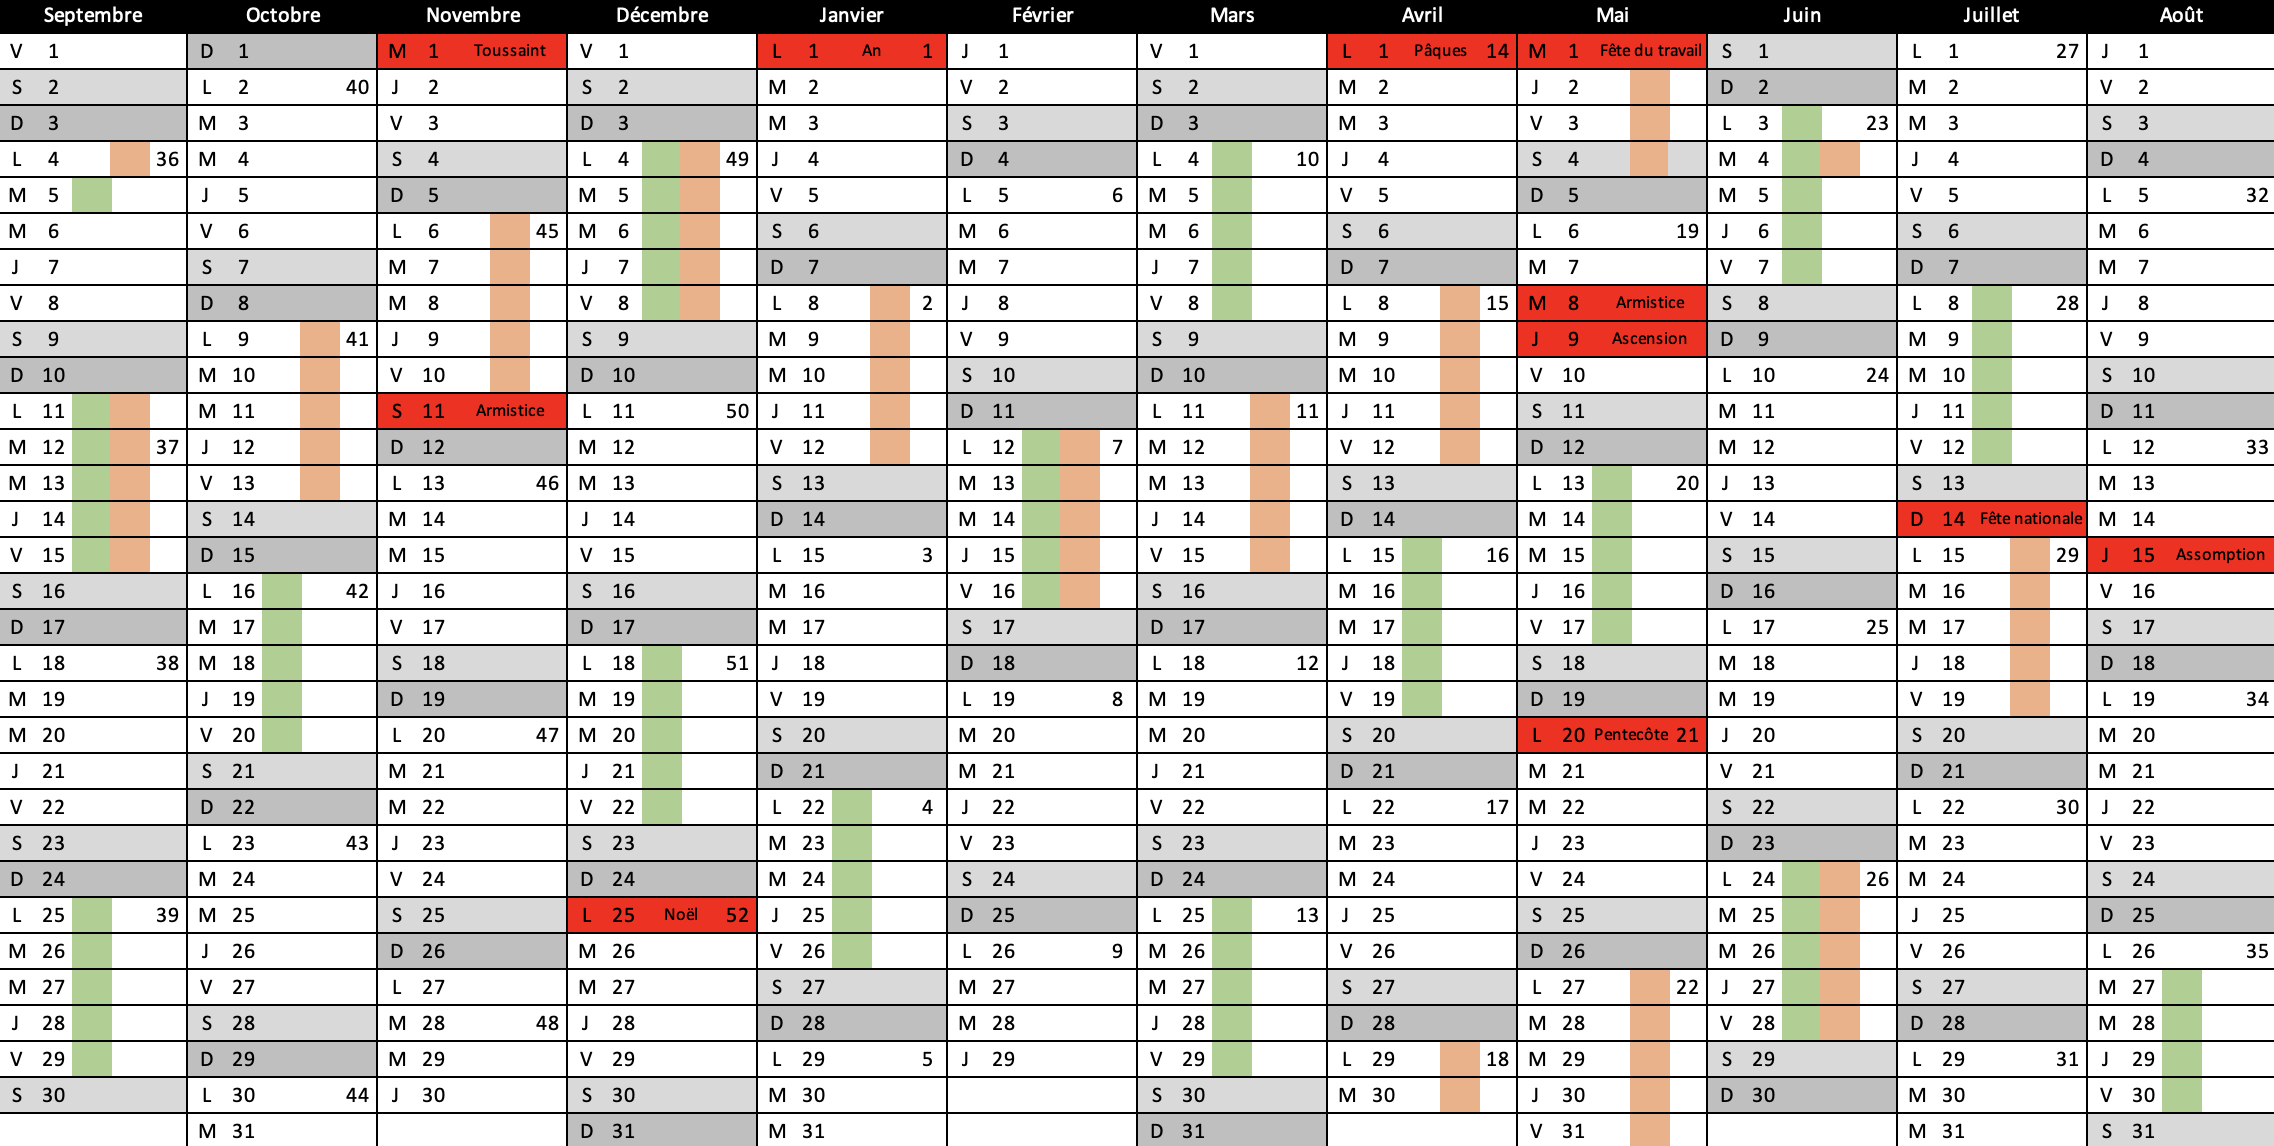 Septembre Octobre Novembre Décembre Janvier Février Mars Avril Mai Juin Juillet Août
V 1 D 1 M 1 Toussaint V 1 L 1 An 1 J 1 V 1 L 1 Pâques 14 M 1 Fête du travail S 1 L 1 27 J 1
S 2 L 2 40 J 2 S 2 M 2 V 2 S 2 M 2 J 2 D 2 M 2 V 2
D 3 M 3 V 3 D 3 M 3 S 3 D 3 M 3 V 3 L 3 23 M 3 S 3
L 4 36 M 4 S 4 L 4 49 J 4 D 4 L 4 10 J 4 S 4 M 4 J 4 D 4
M 5 J 5 D 5 M 5 V 5 L 5 6 M 5 V 5 D 5 M 5 V 5 L 5 32
M 6 V 6 L 6 45 M 6 S 6 M 6 M 6 S 6 L 6 19 J 6 S 6 M 6
J 7 S 7 M 7 J 7 D 7 M 7 J 7 D 7 M 7 V 7 D 7 M 7
V 8 D 8 M 8 V 8 L 8 2 J 8 V 8 L 8 15 M 8 Armistice S 8 L 8 28 J 8
S 9 L 9 41 J 9 S 9 M 9 V 9 S 9 M 9 J 9 Ascension D 9 M 9 V 9
D 10 M 10 V 10 D 10 M 10 S 10 D 10 M 10 V 10 L 10 24 M 10 S 10
L 11 M 11 S 11 Armistice L 11 50 J 11 D 11 L 11 11 J 11 S 11 M 11 J 11 D 11
M 12 37 J 12 D 12 M 12 V 12 L 12 7 M 12 V 12 D 12 M 12 V 12 L 12 33
M 13 V 13 L 13 46 M 13 S 13 M 13 M 13 S 13 L 13 20 J 13 S 13 M 13
J 14 S 14 M 14 J 14 D 14 M 14 J 14 D 14 M 14 V 14 D 14 Fête nationale M 14
V 15 D 15 M 15 V 15 L 15 3 J 15 V 15 L 15 16 M 15 S 15 L 15 29 J 15 Assomption
S 16 L 16 42 J 16 S 16 M 16 V 16 S 16 M 16 J 16 D 16 M 16 V 16
D 17 M 17 V 17 D 17 M 17 S 17 D 17 M 17 V 17 L 17 25 M 17 S 17
L 18 38 M 18 S 18 L 18 51 J 18 D 18 L 18 12 J 18 S 18 M 18 J 18 D 18
M 19 J 19 D 19 M 19 V 19 L 19 8 M 19 V 19 D 19 M 19 V 19 L 19 34
M 20 V 20 L 20 47 M 20 S 20 M 20 M 20 S 20 L 20 Pentecôte 21 J 20 S 20 M 20
J 21 S 21 M 21 J 21 D 21 M 21 J 21 D 21 M 21 V 21 D 21 M 21
V 22 D 22 M 22 V 22 L 22 4 J 22 V 22 L 22 17 M 22 S 22 L 22 30 J 22
S 23 L 23 43 J 23 S 23 M 23 V 23 S 23 M 23 J 23 D 23 M 23 V 23
D 24 M 24 V 24 D 24 M 24 S 24 D 24 M 24 V 24 L 24 26 M 24 S 24
L 25 39 M 25 S 25 L 25 Noël 52 J 25 D 25 L 25 13 J 25 S 25 M 25 J 25 D 25
M 26 J 26 D 26 M 26 V 26 L 26 9 M 26 V 26 D 26 M 26 V 26 L 26 35
M 27 V 27 L 27 M 27 S 27 M 27 M 27 S 27 L 27 22 J 27 S 27 M 27
J 28 S 28 M 28 48 J 28 D 28 M 28 J 28 D 28 M 28 V 28 D 28 M 28
V 29 D 29 M 29 V 29 L 29 5 J 29 V 29 L 29 18 M 29 S 29 L 29 31 J 29
S 30 L 30 44 J 30 S 30 M 30 S 30 M 30 J 30 D 30 M 30 V 30
M 31 D 31 M 31 D 31 V 31 M 31 S 31